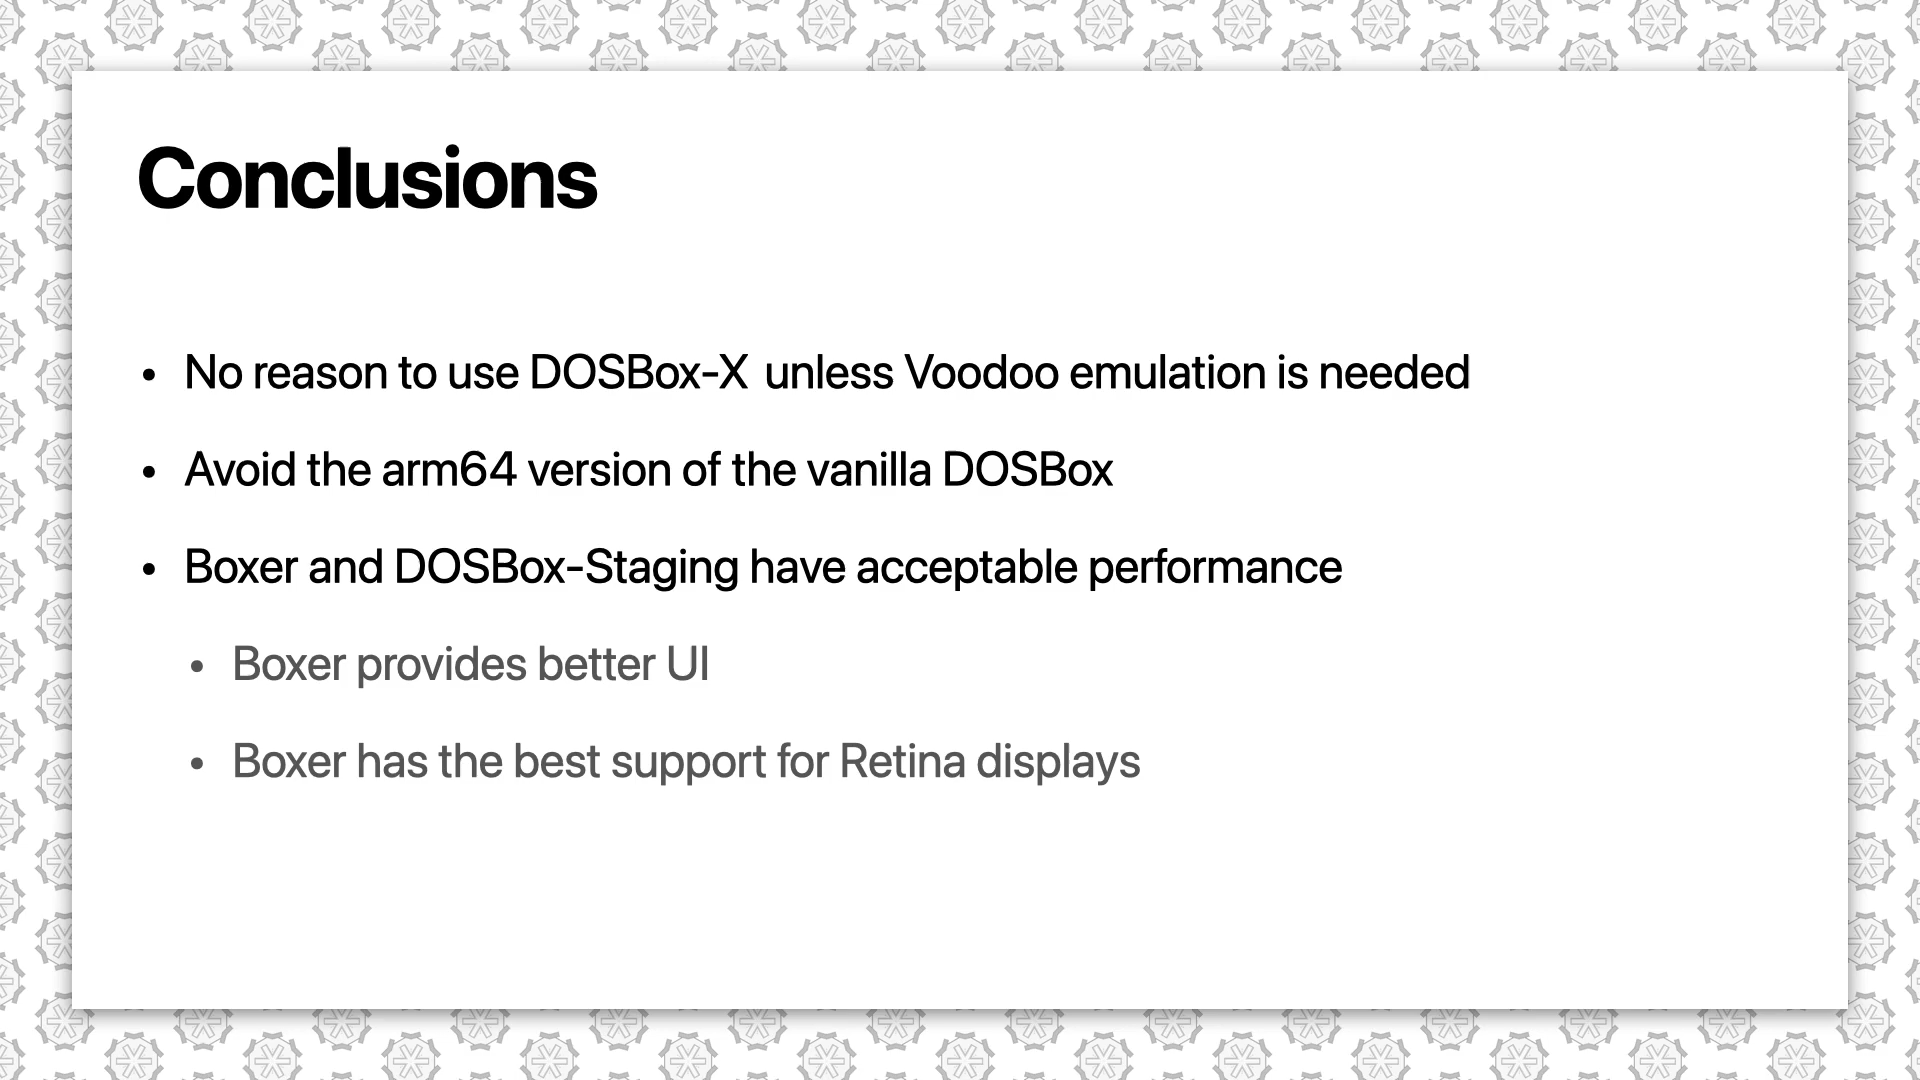 Conclusions
• No reason to use DOSBox-X unless Voodoo emulation is needed
• Avoid the arm64 version of the vanilla DOSBox
• Boxer and DOSBox-Staging have acceptable performance
• Boxer provides better UI
• Boxer has the best support for Retina displays